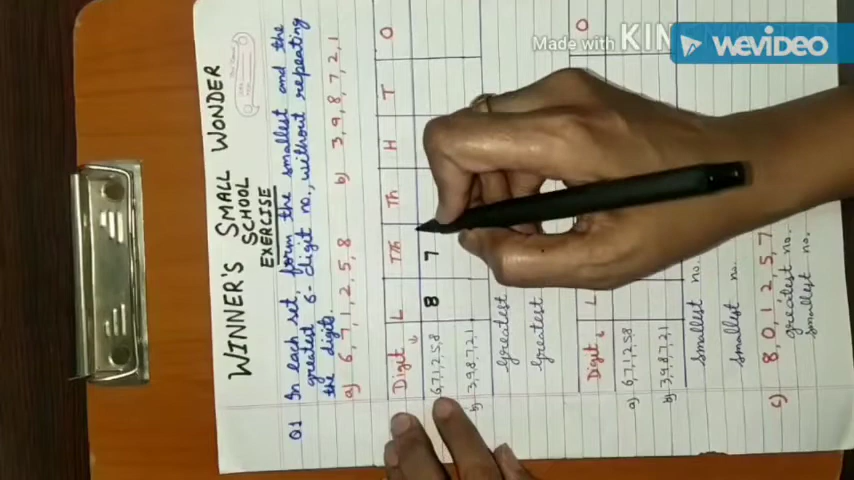 WINNER'S SMALL WONDER
SCHOOL
EXERCISE
Q1 In each set, form the smallest and the
greatest 6-digit no., without repeating
the digits.
a) 6, 7, 1, 2, 5, 8 b) 3, 9, 8, 7, 2, 1
Digit L TTh Th H T O
6,7,1,2,5,8 8 7
b) 3,9,8,7,2,1
Greatest
Greatest
Digit L O
a) 6,7,1,2,5,8
b) 3,9,8,7,2,1
smallest no.
smallest no.
c) 8, 0, 1, 2, 5, 7
greatest no.
smallest no.
Made with KIN
WEVIDEO